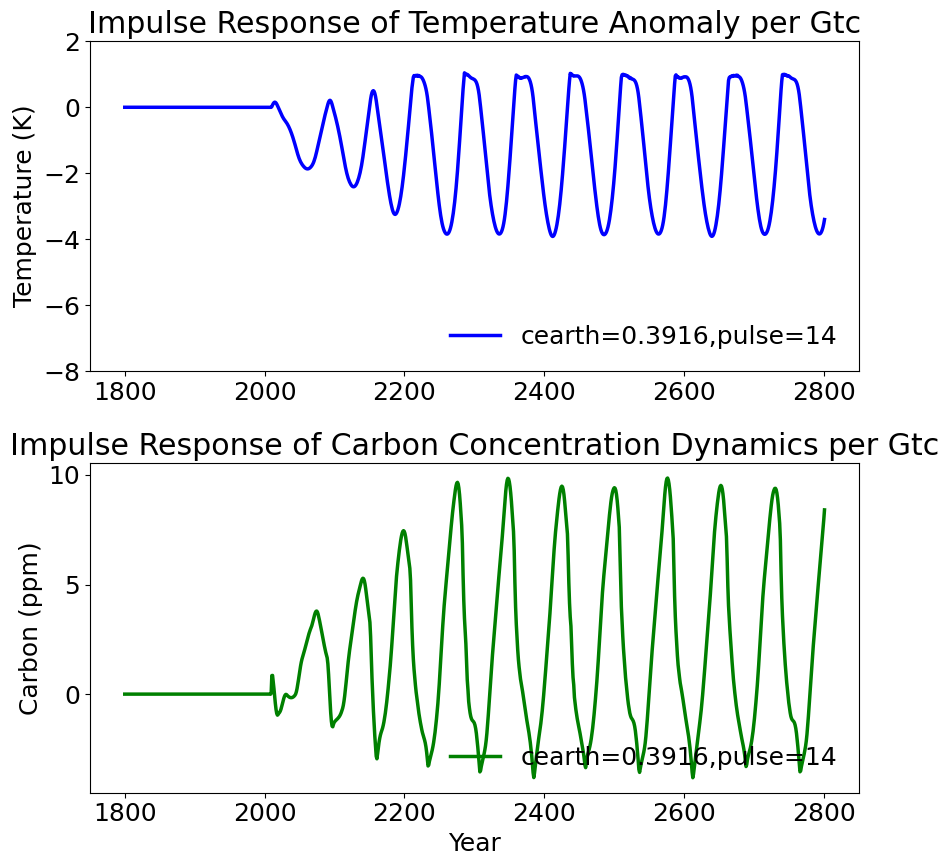 Impulse Response of Temperature Anomaly per Gtc
2
0
−2
−4
−6
−8
Temperature (K)
cearth=0.3916,pulse=14
1800 2000 2200 2400 2600 2800
Impulse Response of Carbon Concentration Dynamics per Gtc
10
5
0
Carbon (ppm)
cearth=0.3916,pulse=14
1800 2000 2200 2400 2600 2800
Year